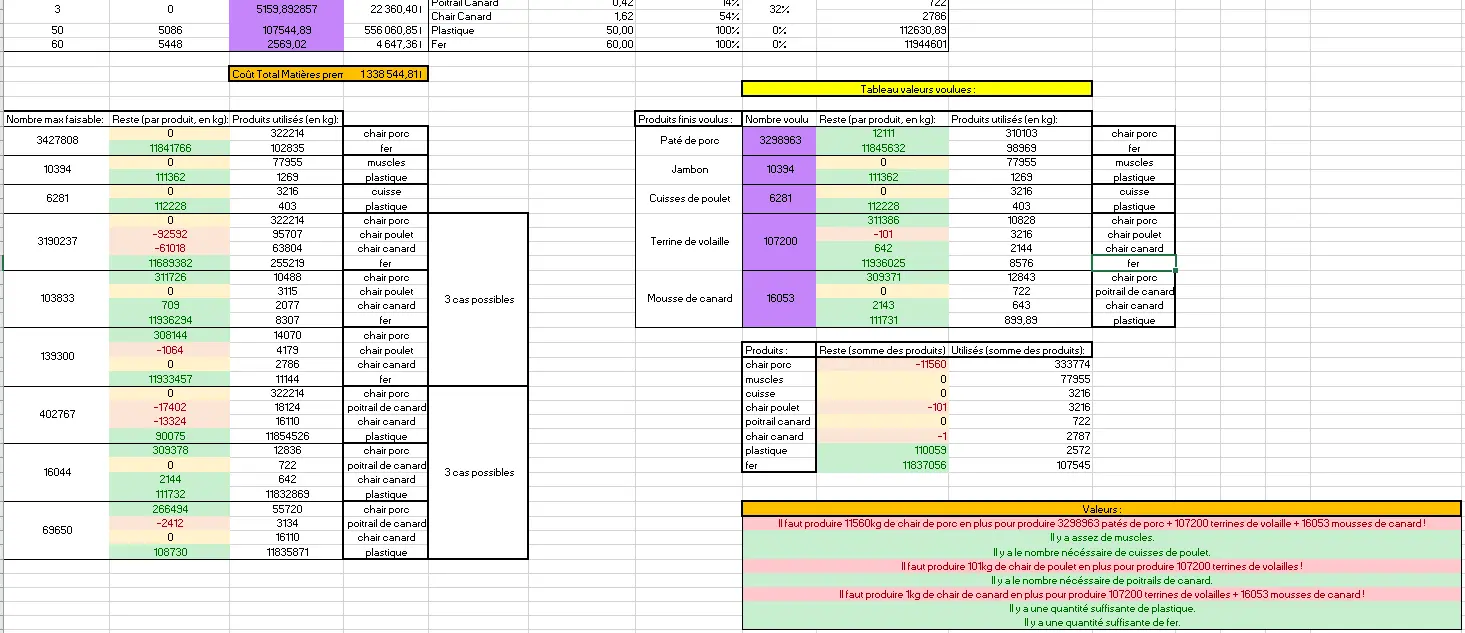 3 0 5159,892857 22 360,40 Poitrail Canard 0,42 14% 32% 722
Chair Canard 1,62 54% 2786
50 5086 107544,89 556 060,85 Plastique 50,00 100% 0% 112630,89
60 5448 2569,02 4 647,36 Fer 60,00 100% 0% 11944601
Coût Total Matières prem 1 338 544,81
Tableau valeurs voulues :
Nombre max faisable: Reste (par produit, en kg): Produits utilisés (en kg):
3427808 0 322214 chair porc
11841766 102835 fer
10394 0 77955 muscles
111362 1269 plastique
6281 0 3216 cuisse
112228 403 plastique
3190237 0 322214 chair porc
-92592 95707 chair poulet
-61018 63804 chair canard
11689382 255219 fer
103833 311726 10488 chair porc
0 3115 chair poulet
709 2077 chair canard
11936294 8307 fer
139300 308144 14070 chair porc
-1064 4179 chair poulet
0 2786 chair canard
11933457 11144 fer
3 cas possibles
402767 0 322214 chair porc
-17402 18124 poitrail de canard
-13324 16110 chair canard
90075 11854526 plastique
16044 309378 12836 chair porc
0 722 poitrail de canard
2144 642 chair canard
111732 11832869 plastique
69650 266494 55720 chair porc
-2412 3134 poitrail de canard
0 16110 chair canard
108730 11835871 plastique
3 cas possibles
Produits finis voulus : Nombre voulu Reste (par produit, en kg): Produits utilisés (en kg):
Paté de porc 3298963 12111 310103 chair porc
11845632 98969 fer
Jambon 10394 0 77955 muscles
111362 1269 plastique
Cuisses de poulet 6281 0 3216 cuisse
112228 403 plastique
Terrine de volaille 107200 311386 10828 chair porc
-101 3216 chair poulet
642 2144 chair canard
11936025 8576 fer
Mousse de canard 16053 309371 12843 chair porc
0 722 poitrail de canard
2143 643 chair canard
111731 899,89 plastique
Produits : Reste (somme des produits) Utilisés (somme des produits):
chair porc -11560 333774
muscles 0 77955
cuisse 0 3216
chair poulet -101 3216
poitrail canard 0 722
chair canard -1 2787
plastique 110059 2572
fer 11837056 107545
Valeurs :
Il faut produire 11560kg de chair de porc en plus pour produire 3298963 patés de porc + 107200 terrines de volaille + 16053 mousses de canard !
Il y a assez de muscles.
Il y a le nombre nécéssaire de cuisses de poulet.
Il faut produire 101kg de chair de poulet en plus pour produire 107200 terrines de volailles !
Il y a le nombre nécéssaire de poitrails de canard.
Il faut produire 1kg de chair de canard en plus pour produire 107200 terrines de volailles + 16053 mousses de canard !
Il y a une quantité suffisante de plastique.
Il y a une quantité suffisante de fer.